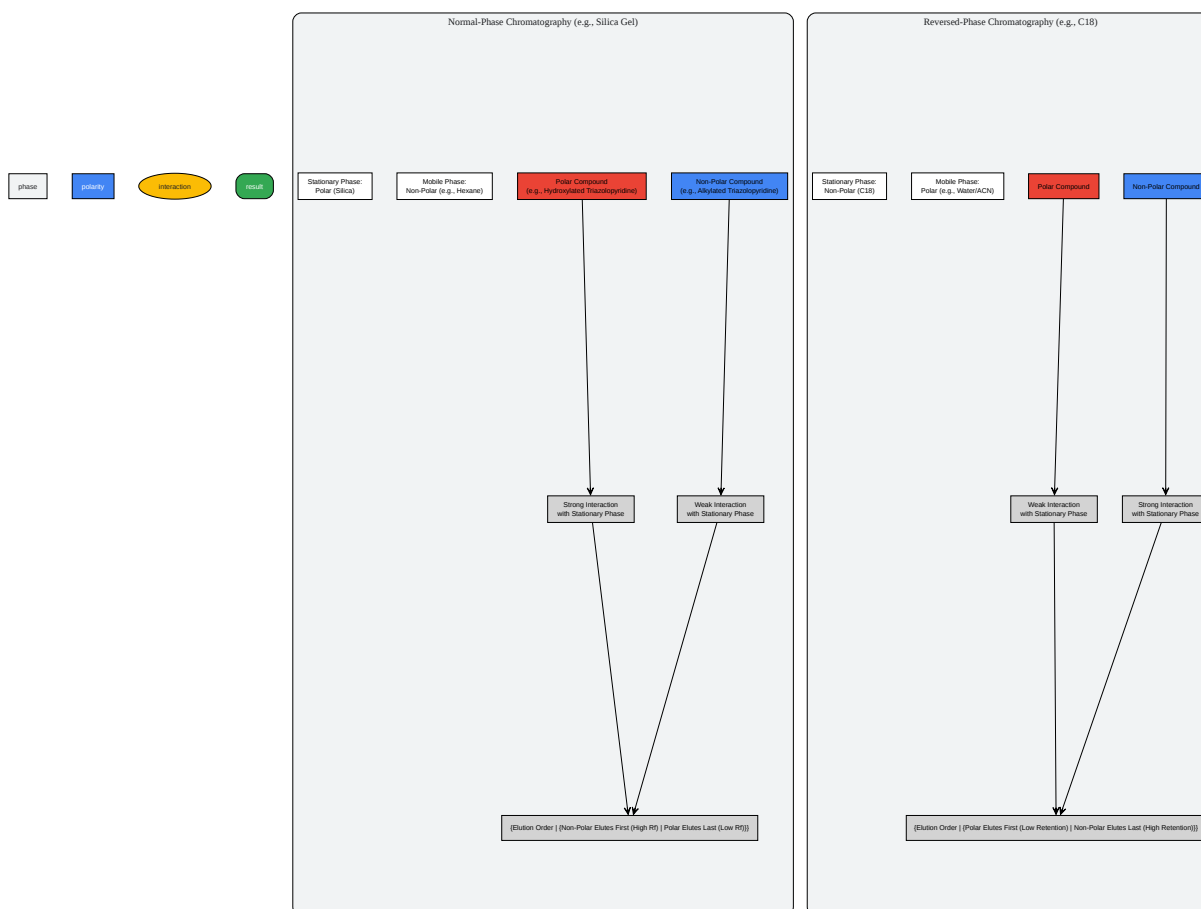 phase
polarity
interaction
result
Normal-Phase Chromatography (e.g., Silica Gel)
Stationary Phase:
Polar (Silica)
Mobile Phase:
Non-Polar (e.g., Hexane)
Polar Compound
(e.g., Hydroxylated Triazolopyridine)
Non-Polar Compound
(e.g., Alkylated Triazolopyridine)
Strong Interaction
with Stationary Phase
Weak Interaction
with Stationary Phase
{Elution Order | {Non-Polar Elutes First (High Rf) | Polar Elutes Last (Low Rf)}}
Reversed-Phase Chromatography (e.g., C18)
Stationary Phase:
Non-Polar (C18)
Mobile Phase:
Polar (e.g., Water/ACN)
Polar Compound
Non-Polar Compound
Weak Interaction
with Stationary Phase
Strong Interaction
with Stationary Phase
{Elution Order | {Polar Elutes First (Low Retention) | Non-Polar Elutes Last (High Retention)}}